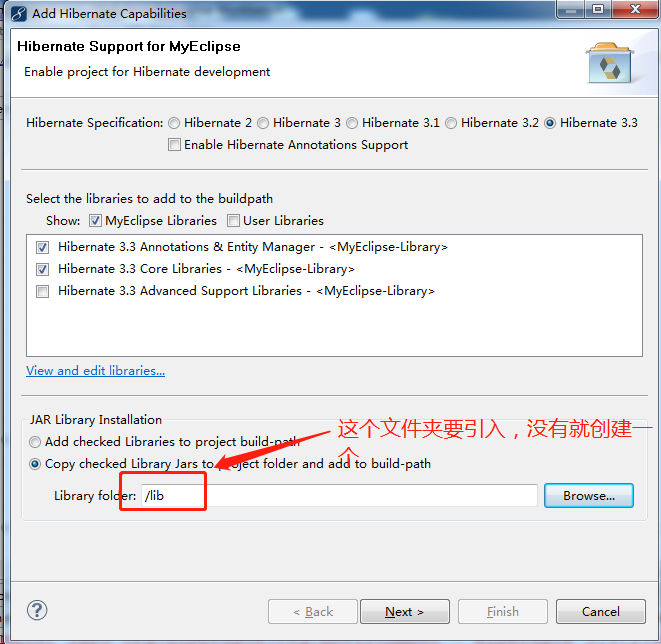 Add Hibernate Capabilities
Hibernate Support for MyEclipse
Enable project for Hibernate development
Hibernate Specification: Hibernate 2 Hibernate 3 Hibernate 3.1 Hibernate 3.2 Hibernate 3.3
Enable Hibernate Annotations Support
Select the libraries to add to the buildpath
Show: MyEclipse Libraries User Libraries
Hibernate 3.3 Annotations & Entity Manager - <MyEclipse-Library>
Hibernate 3.3 Core Libraries - <MyEclipse-Library>
Hibernate 3.3 Advanced Support Libraries - <MyEclipse-Library>
View and edit libraries...
JAR Library Installation
这个文件夹要引入，没有就创建一
个
Add checked Libraries to project build-path
Copy checked Library Jars to project folder and add to build-path
Library folder: /lib Browse...
?
< Back Next > Finish Cancel